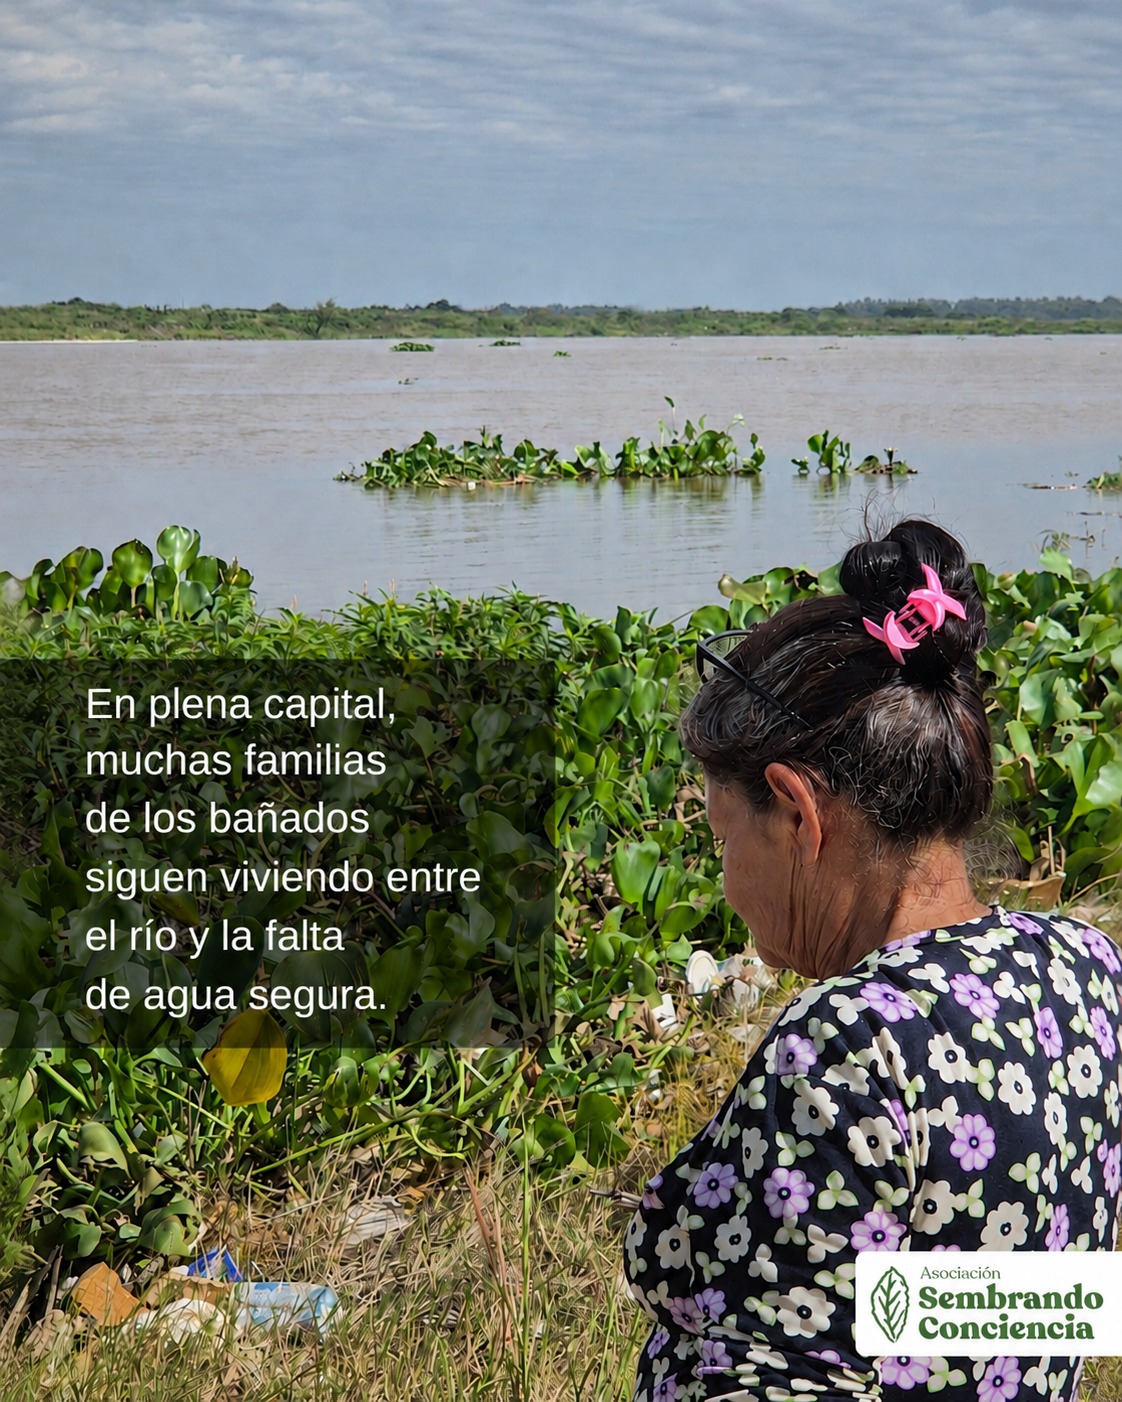 En plena capital,
muchas familias
de los bañados
siguen viviendo entre
el río y la falta
de agua segura.
Asociación
Sembrando
Conciencia